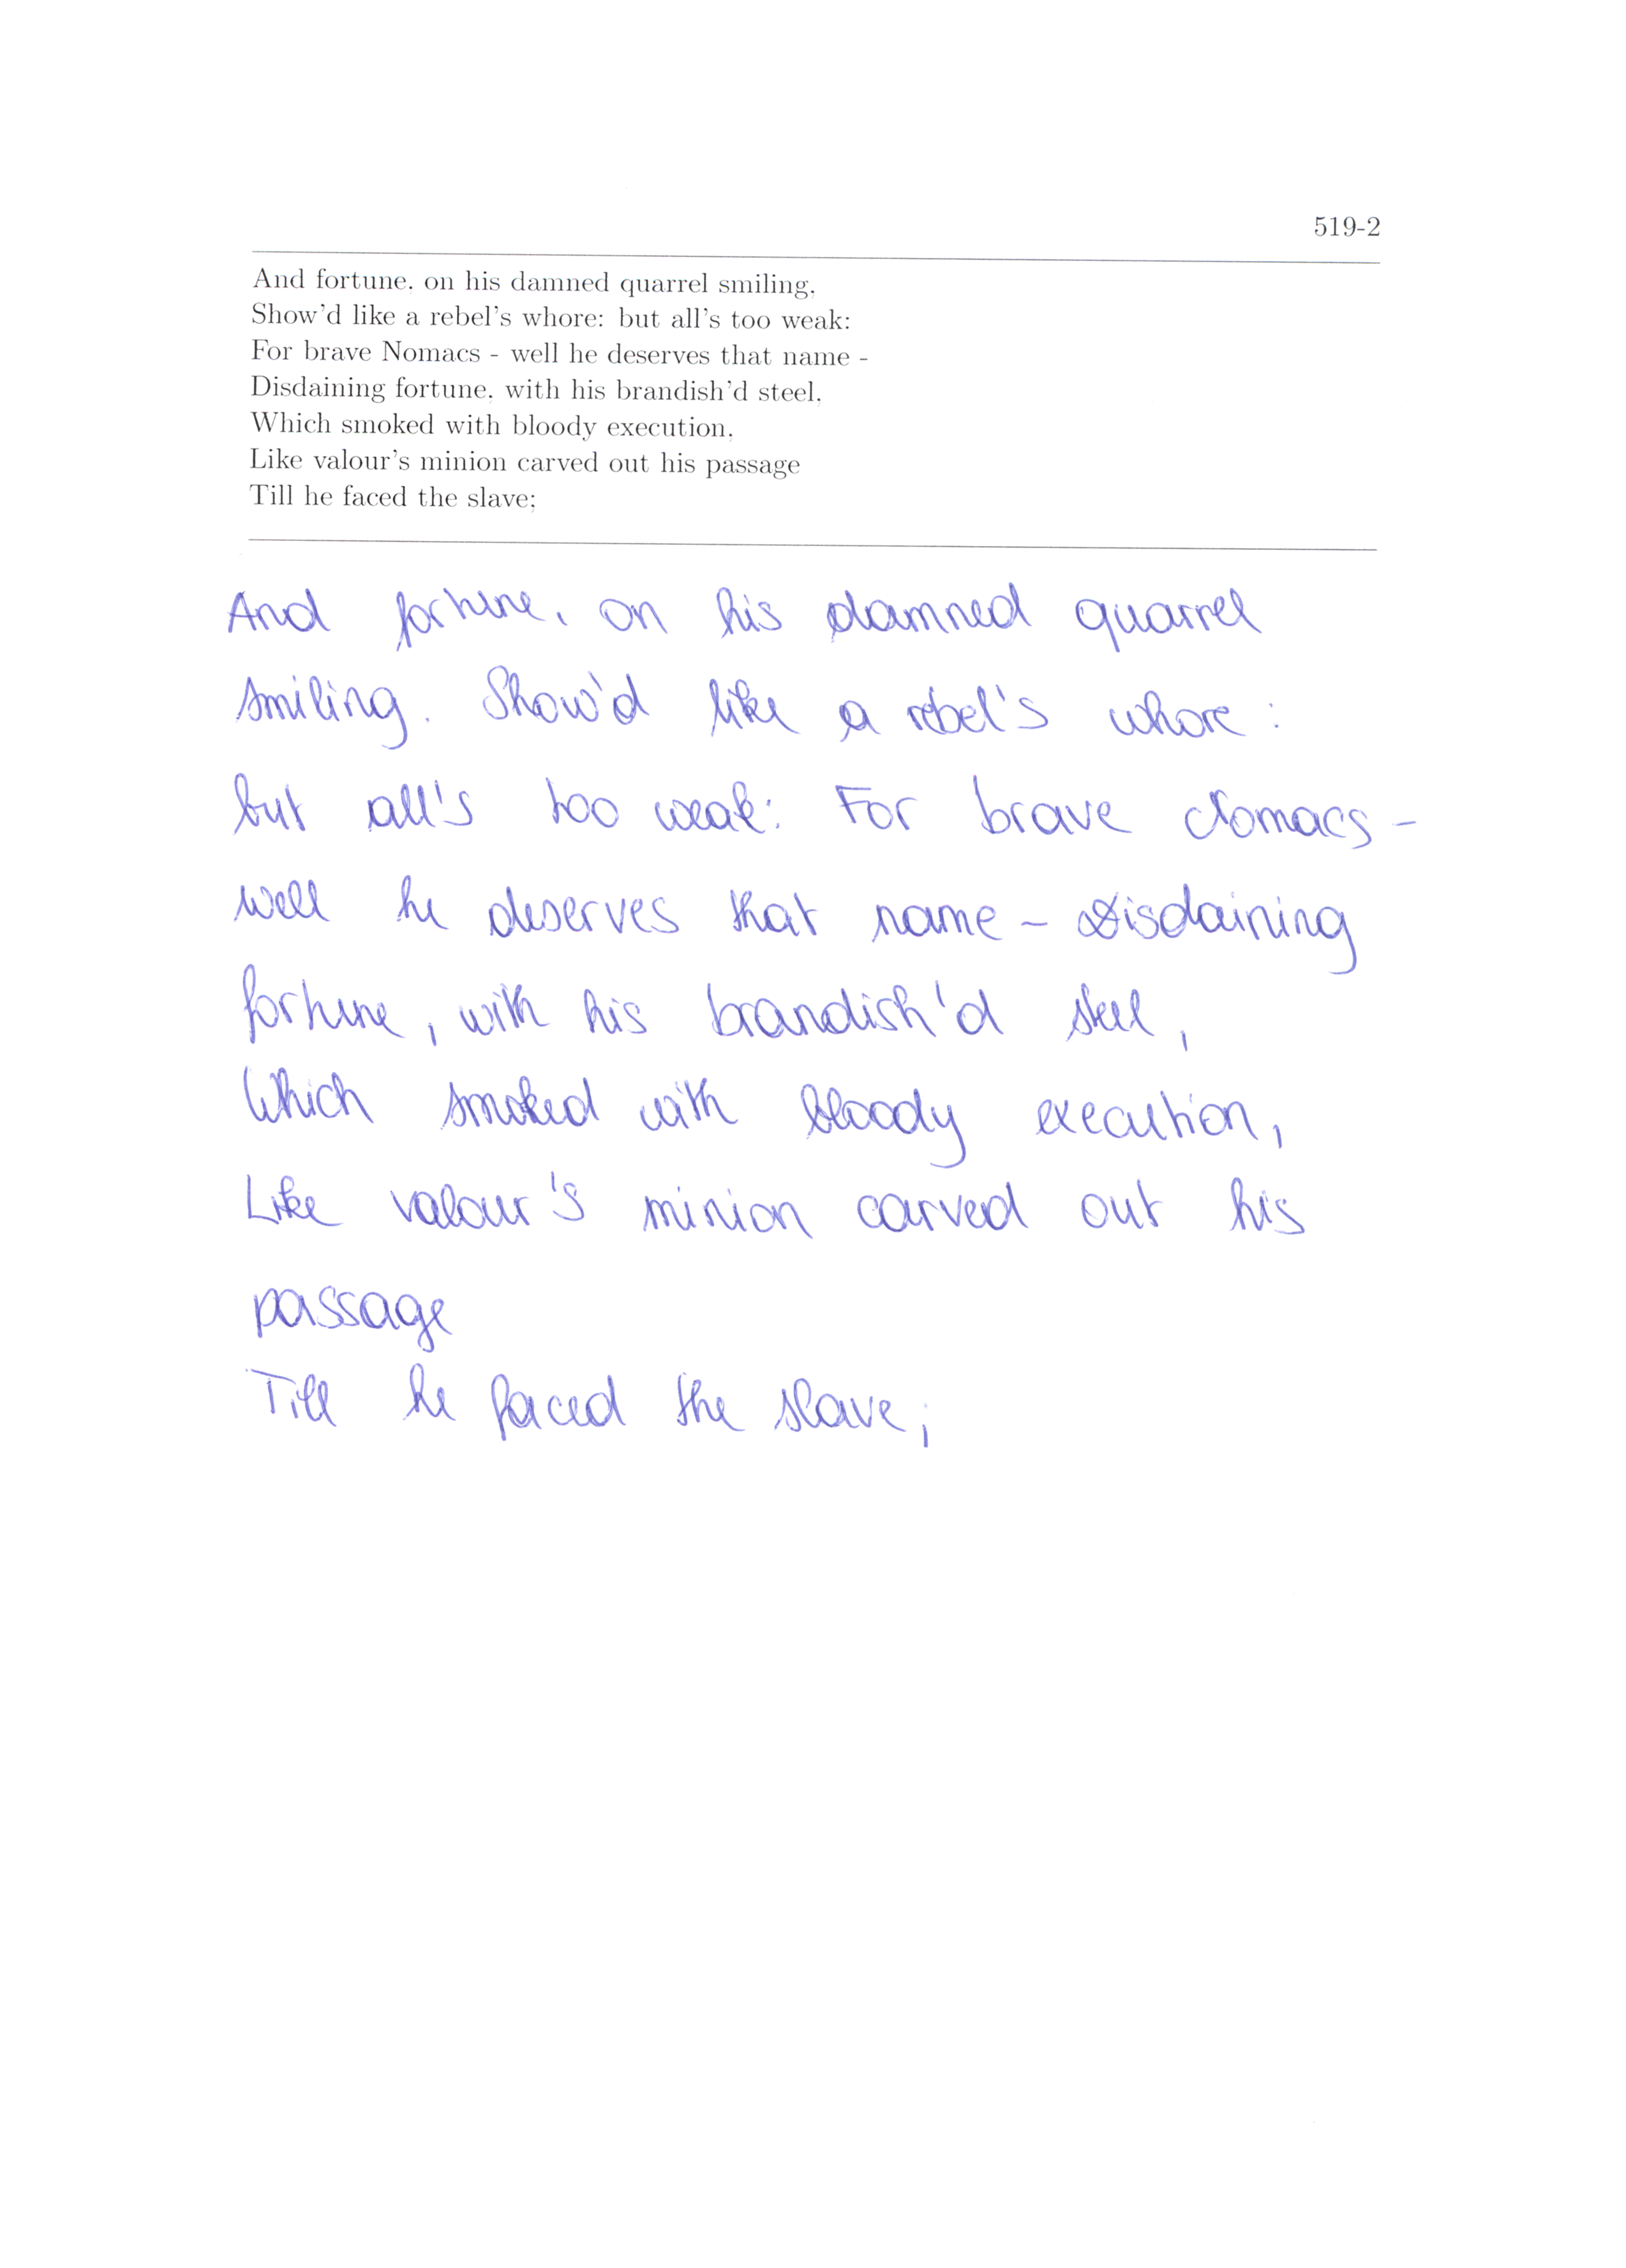 519-2
And fortune. on his damned quarrel smiling.
Show'd like a rebel's whore: but all's too weak:
For brave Nomacs - well he deserves that name -
Disdaining fortune. with his brandish'd steel.
Which smoked with bloody execution.
Like valour's minion carved out his passage
Till he faced the slave;
And fortune, on his damned quarrel
smiling. Show'd like a rebel's whore:
but all's too weak: For brave Nomacs -
well he deserves that name - Disdaining
fortune, with his brandish'd steel,
Which smoked with bloody execution,
Like valour's minion carved out his
passage
Till he faced the slave;